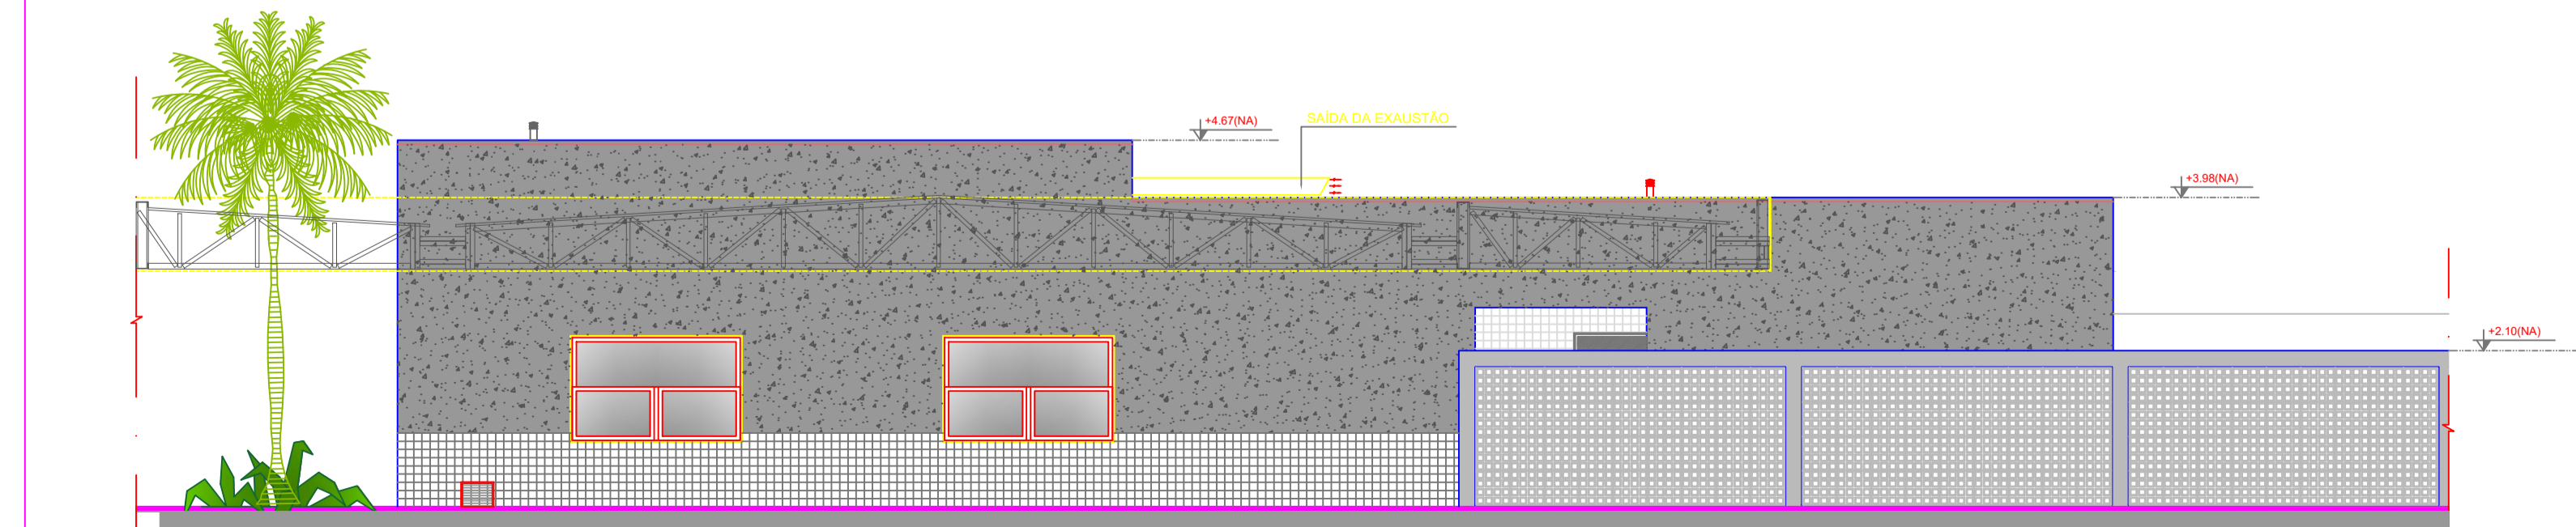 +4.67(NA)
SAÍDA DA EXAUSTÃO
+3.98(NA)
+2.10(NA)